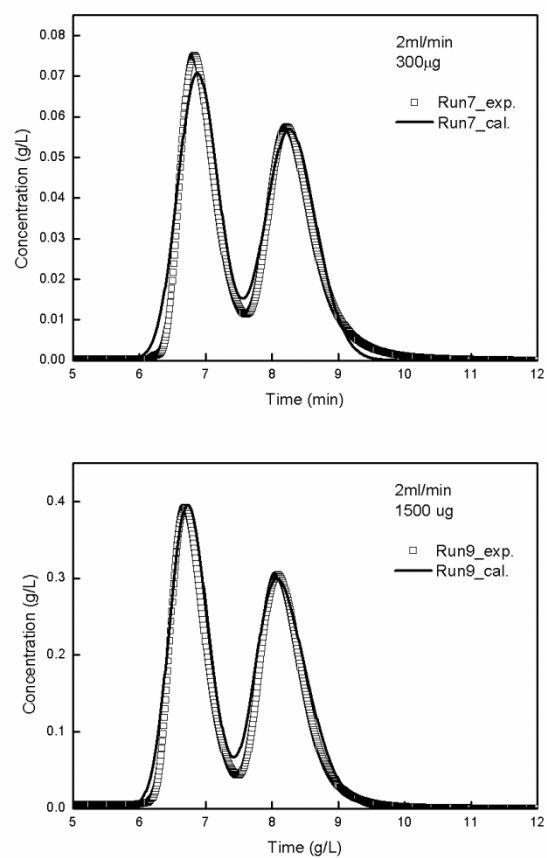 2ml/min
300μg
Run7_exp.
Run7_cal.
Concentration (g/L)
0.08
0.07
0.06
0.05
0.04
0.03
0.02
0.01
0.00
5 6 7 8 9 10 11 12
Time (min)
2ml/min
1500 ug
Run9_exp.
Run9_cal.
Concentration (g/L)
0.4
0.3
0.2
0.1
0.0
5 6 7 8 9 10 11 12
Time (g/L)